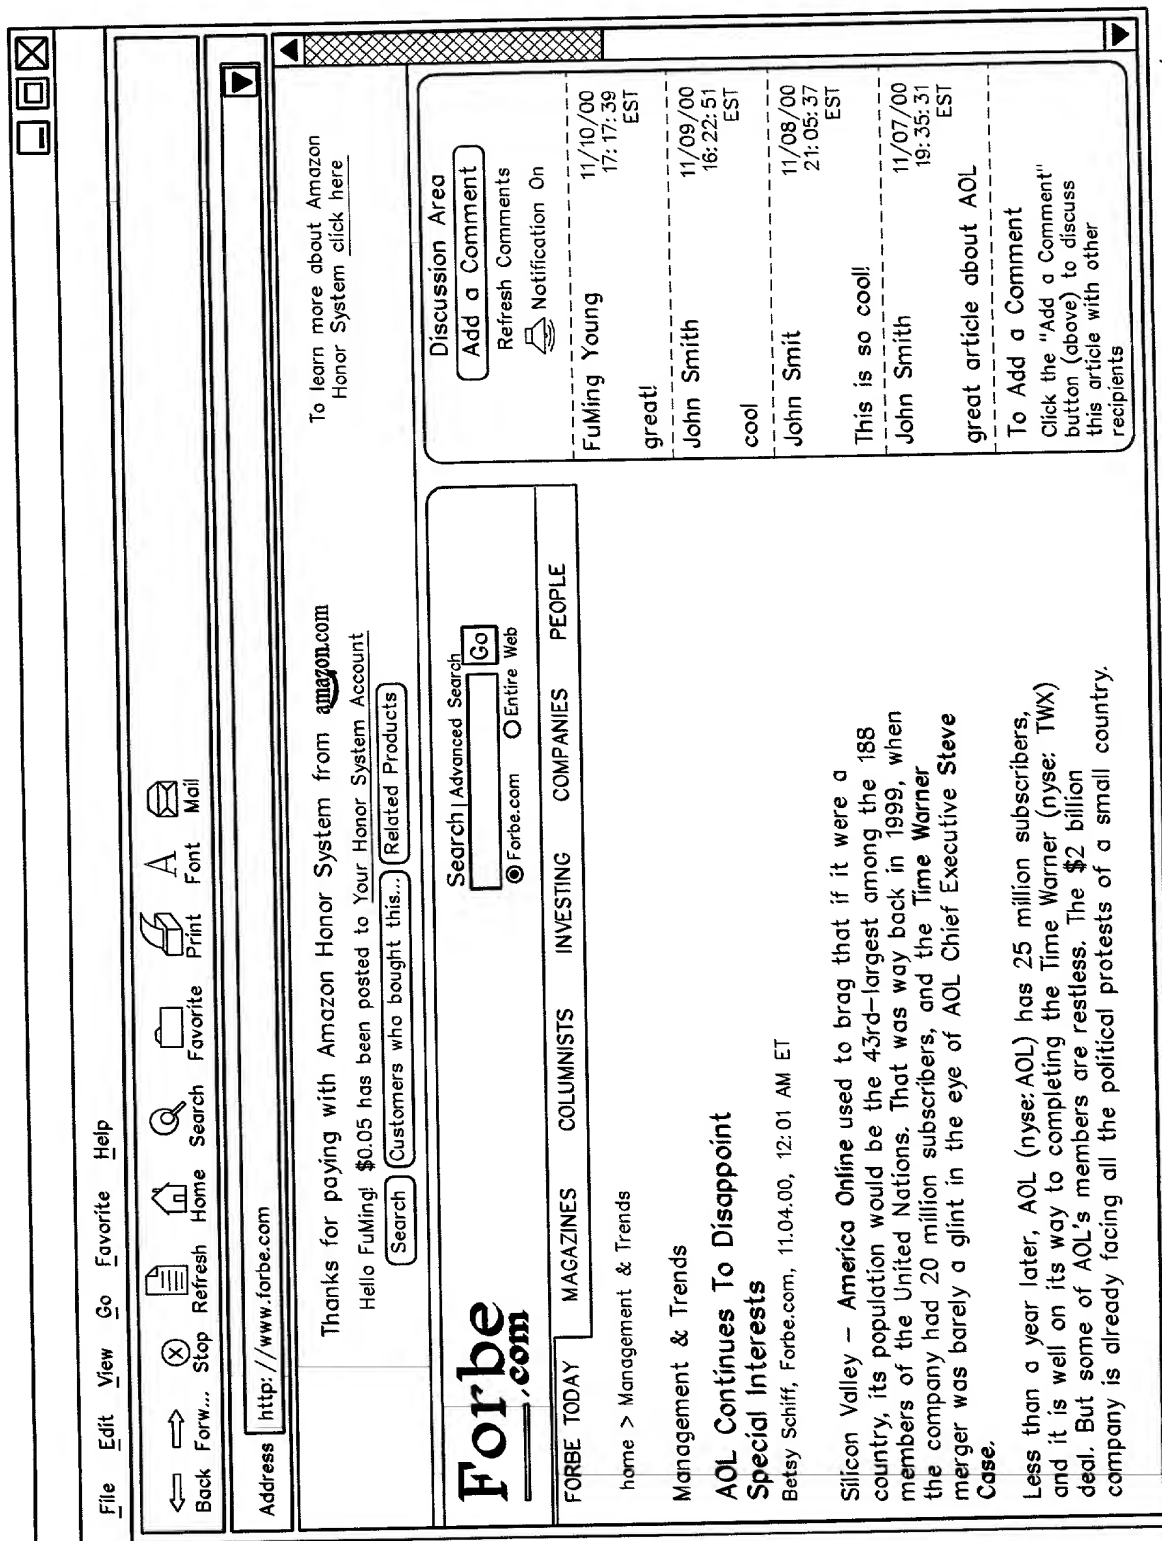 File Edit View Go Favorite Help
Back Forw... Stop Refresh Home Search Favorite Print Font Mail
Address http: //www.forbe.com
Thanks for paying with Amazon Honor System from amazon.com
Hello FuMing! $0.05 has been posted to Your Honor System Account
Search Customers who bought this... Related Products
To learn more about Amazon
Honor System click here
Forbe
.com
Search | Advanced Search
Go
Forbe.com Entire Web
FORBE TODAY MAGAZINES COLUMNISTS INVESTING COMPANIES PEOPLE
home > Management & Trends
Management & Trends
AOL Continues To Disappoint
Special Interests
Betsy Schiff, Forbe.com, 11.04.00, 12: 01 AM ET
Silicon Valley – America Online used to brag that if it were a
country, its population would be the 43rd–largest among the 188
members of the United Nations. That was way back in 1999, when
the company had 20 million subscribers, and the Time Warner
merger was barely a glint in the eye of AOL Chief Executive Steve
Case.
Less than a year later, AOL (nyse: AOL) has 25 million subscribers,
and it is well on its way to completing the Time Warner (nyse: TWX)
deal. But some of AOL's members are restless. The $2 billion
company is already facing all the political protests of a small country.
Discussion Area
Add a Comment
Refresh Comments
Notification On
FuMing Young 11/10/00
17: 17: 39
EST
great!
John Smith 11/09/00
16: 22: 51
EST
cool
John Smit 11/08/00
21: 05: 37
EST
This is so cool!
John Smith 11/07/00
19: 35: 31
EST
great article about AOL
To Add a Comment
Click the "Add a Comment"
button (above) to discuss
this article with other
recipients